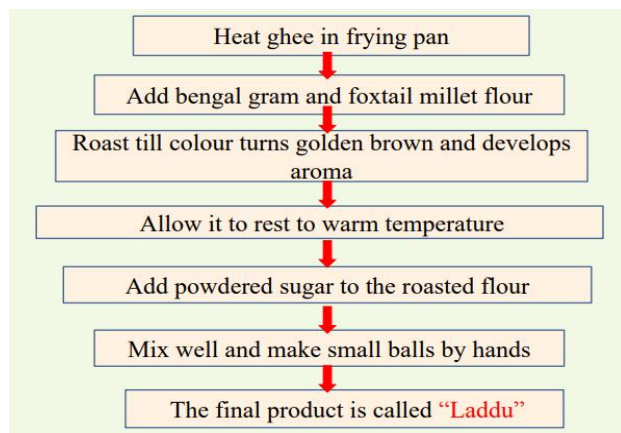 Heat ghee in frying pan
Add bengal gram and foxtail millet flour
Roast till colour turns golden brown and develops
aroma
Allow it to rest to warm temperature
Add powdered sugar to the roasted flour
Mix well and make small balls by hands
The final product is called “Laddu”